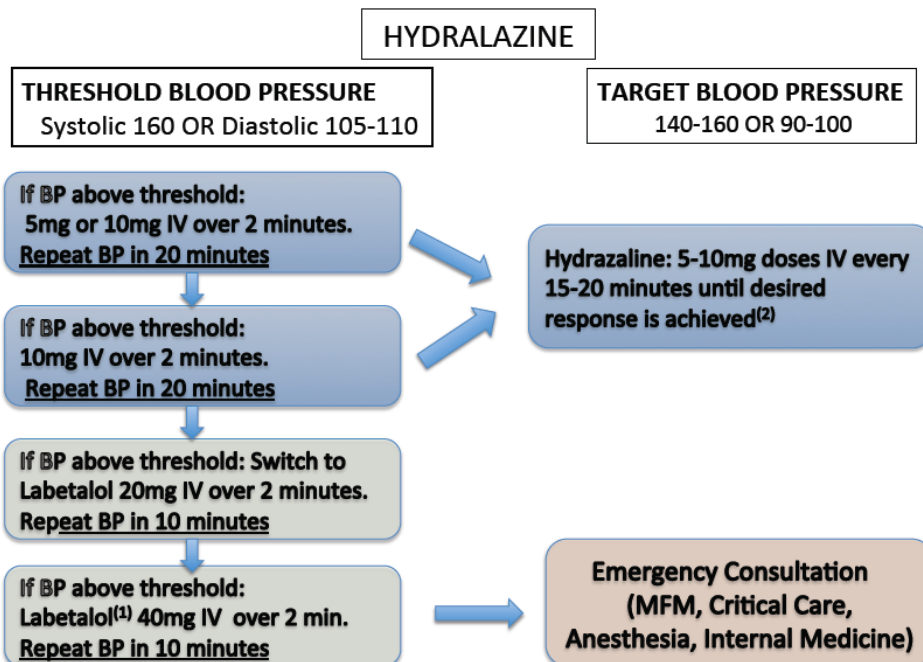 HYDRALAZINE
THRESHOLD BLOOD PRESSURE
Systolic 160 OR Diastolic 105-110
TARGET BLOOD PRESSURE
140-160 OR 90-100
If BP above threshold:
5mg or 10mg IV over 2 minutes.
Repeat BP in 20 minutes
If BP above threshold:
10mg IV over 2 minutes.
Repeat BP in 20 minutes
If BP above threshold: Switch to
Labetalol 20mg IV over 2 minutes.
Repeat BP in 10 minutes
If BP above threshold:
Labetalol(1) 40mg IV over 2 min.
Repeat BP in 10 minutes
Hydrazaline: 5-10mg doses IV every
15-20 minutes until desired
response is achieved(2)
Emergency Consultation
(MFM, Critical Care,
Anesthesia, Internal Medicine)